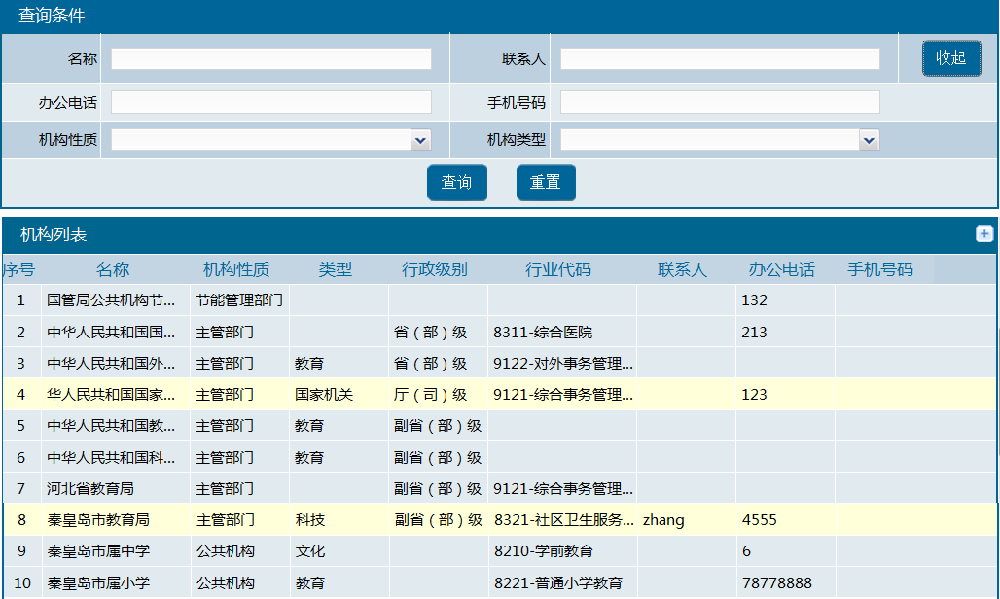 查询条件
名称 联系人 收起
办公电话 手机号码
机构性质 机构类型
查询 重置
机构列表
序号 名称 机构性质 类型 行政级别 行业代码 联系人 办公电话 手机号码
1 国管局公共机构节... 节能管理部门 132
2 中华人民共和国国... 主管部门 省（部）级 8311-综合医院 213
3 中华人民共和国外... 主管部门 教育 省（部）级 9122-对外事务管理...
4 华人民共和国国家... 主管部门 国家机关 厅（司）级 9121-综合事务管理... 123
5 中华人民共和国教... 主管部门 教育 副省（部）级
6 中华人民共和国科... 主管部门 教育 副省（部）级
7 河北省教育局 主管部门 副省（部）级 9121-综合事务管理...
8 秦皇岛市教育局 主管部门 科技 副省（部）级 8321-社区卫生服务... zhang 4555
9 秦皇岛市属中学 公共机构 文化 8210-学前教育 6
10 秦皇岛市属小学 公共机构 教育 8221-普通小学教育 78778888